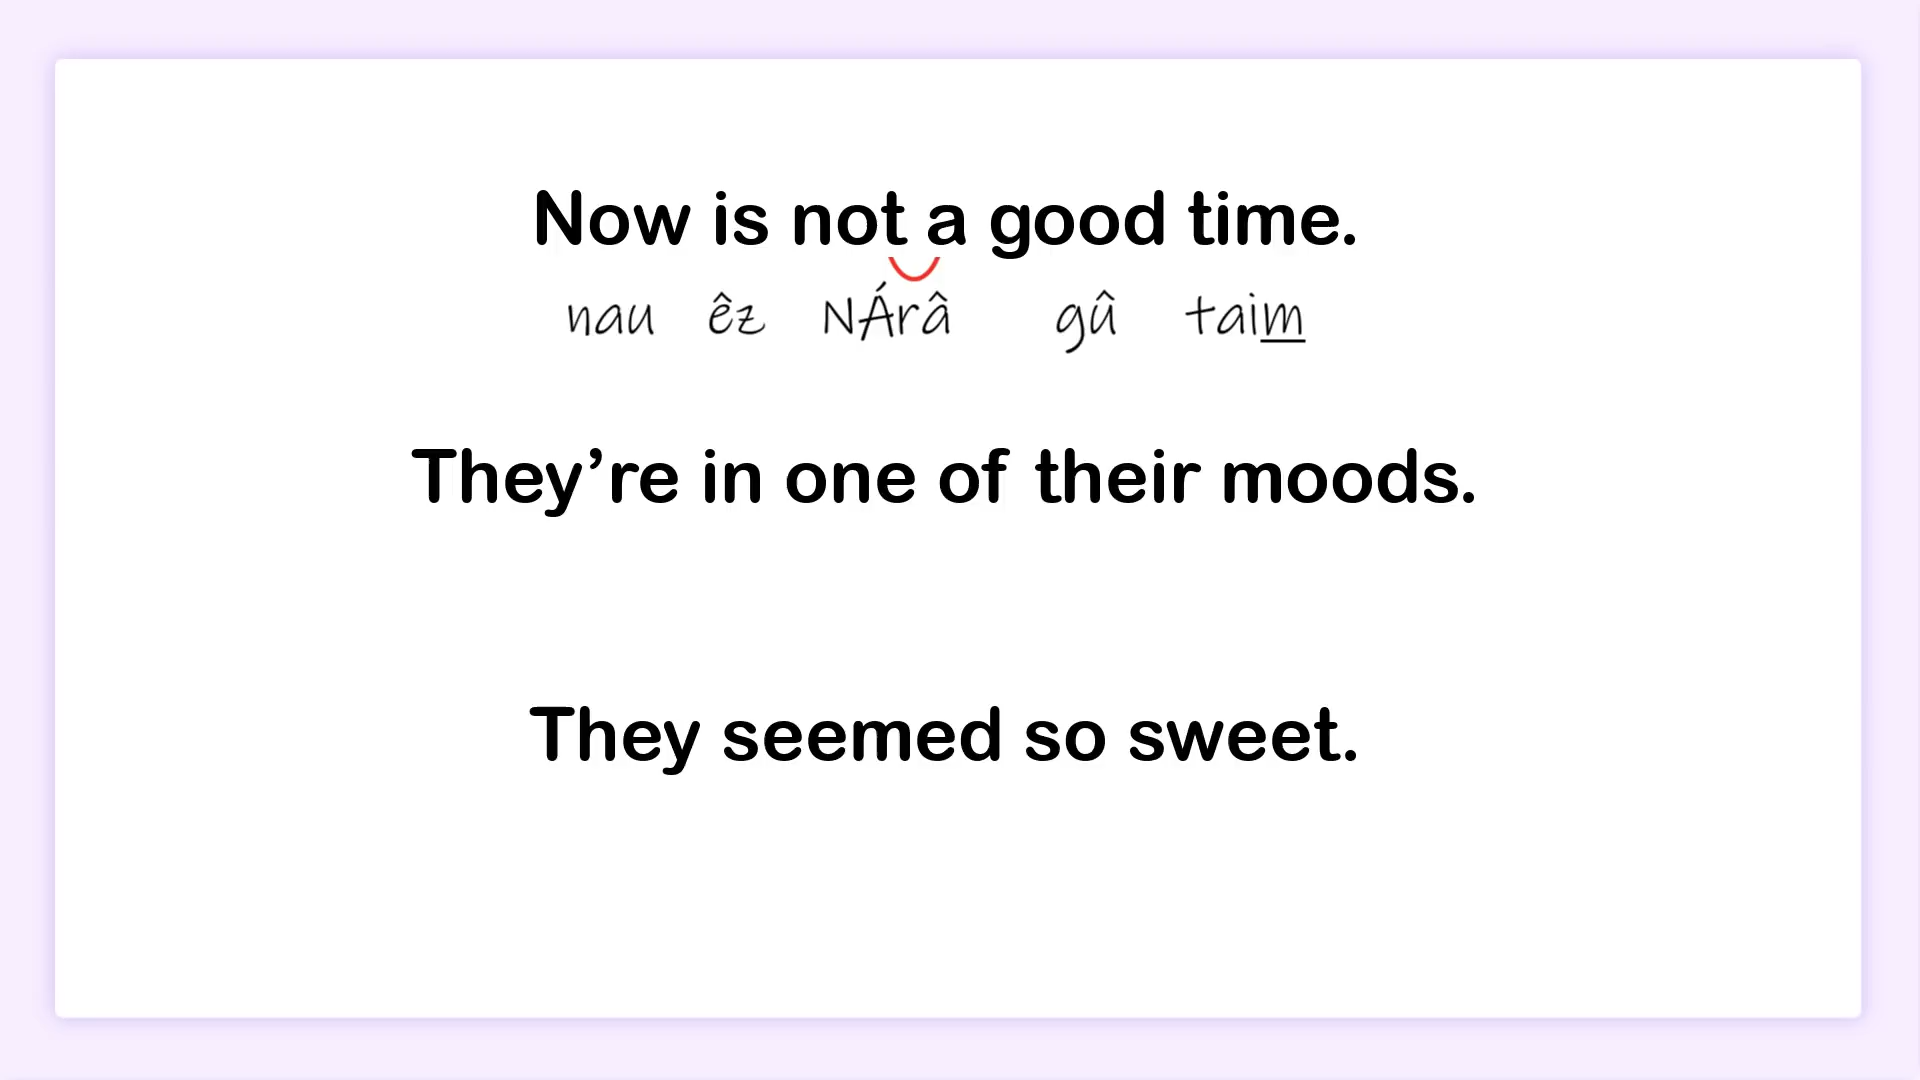 Now is not a good time.
nau êz NÁrâ gû taim
They’re in one of their moods.
They seemed so sweet.